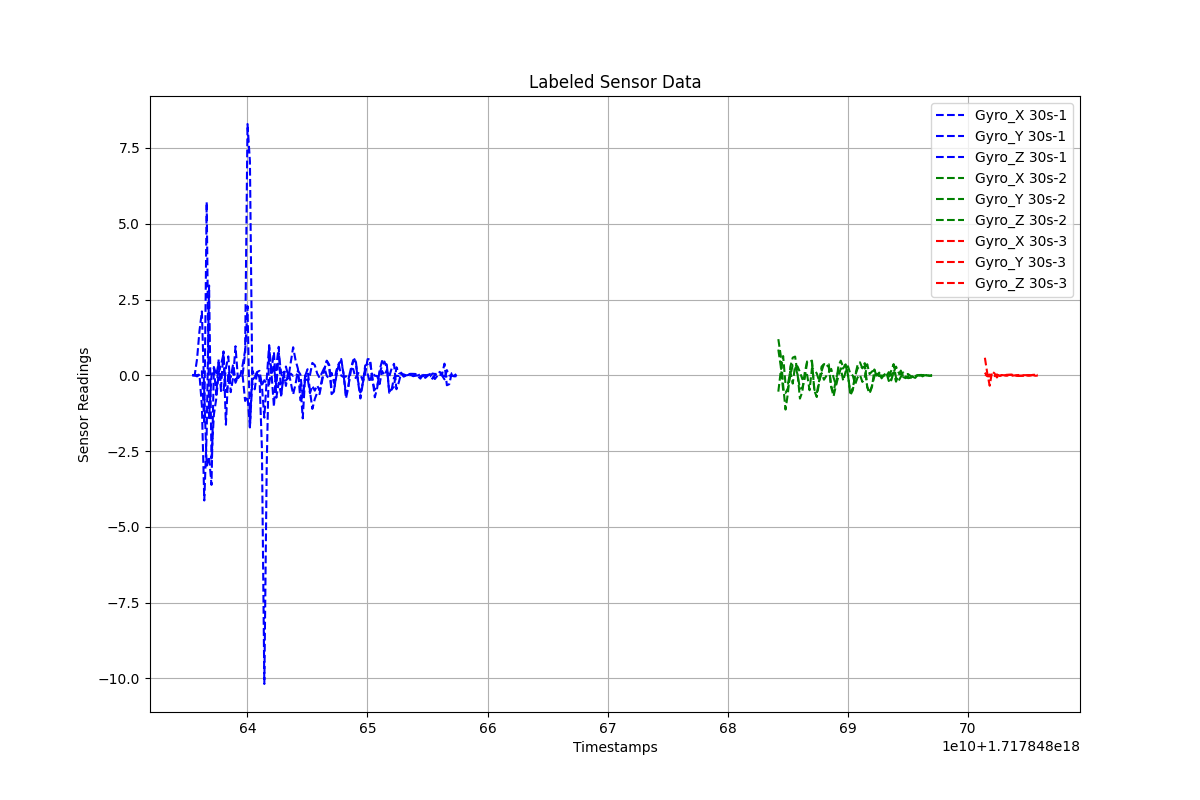 Labeled Sensor Data
Sensor Readings
7.5
5.0
2.5
0.0
−2.5
−5.0
−7.5
−10.0
Gyro_X 30s-1
Gyro_Y 30s-1
Gyro_Z 30s-1
Gyro_X 30s-2
Gyro_Y 30s-2
Gyro_Z 30s-2
Gyro_X 30s-3
Gyro_Y 30s-3
Gyro_Z 30s-3
64 65 66 67 68 69 70
Timestamps
1e10+1.717848e18